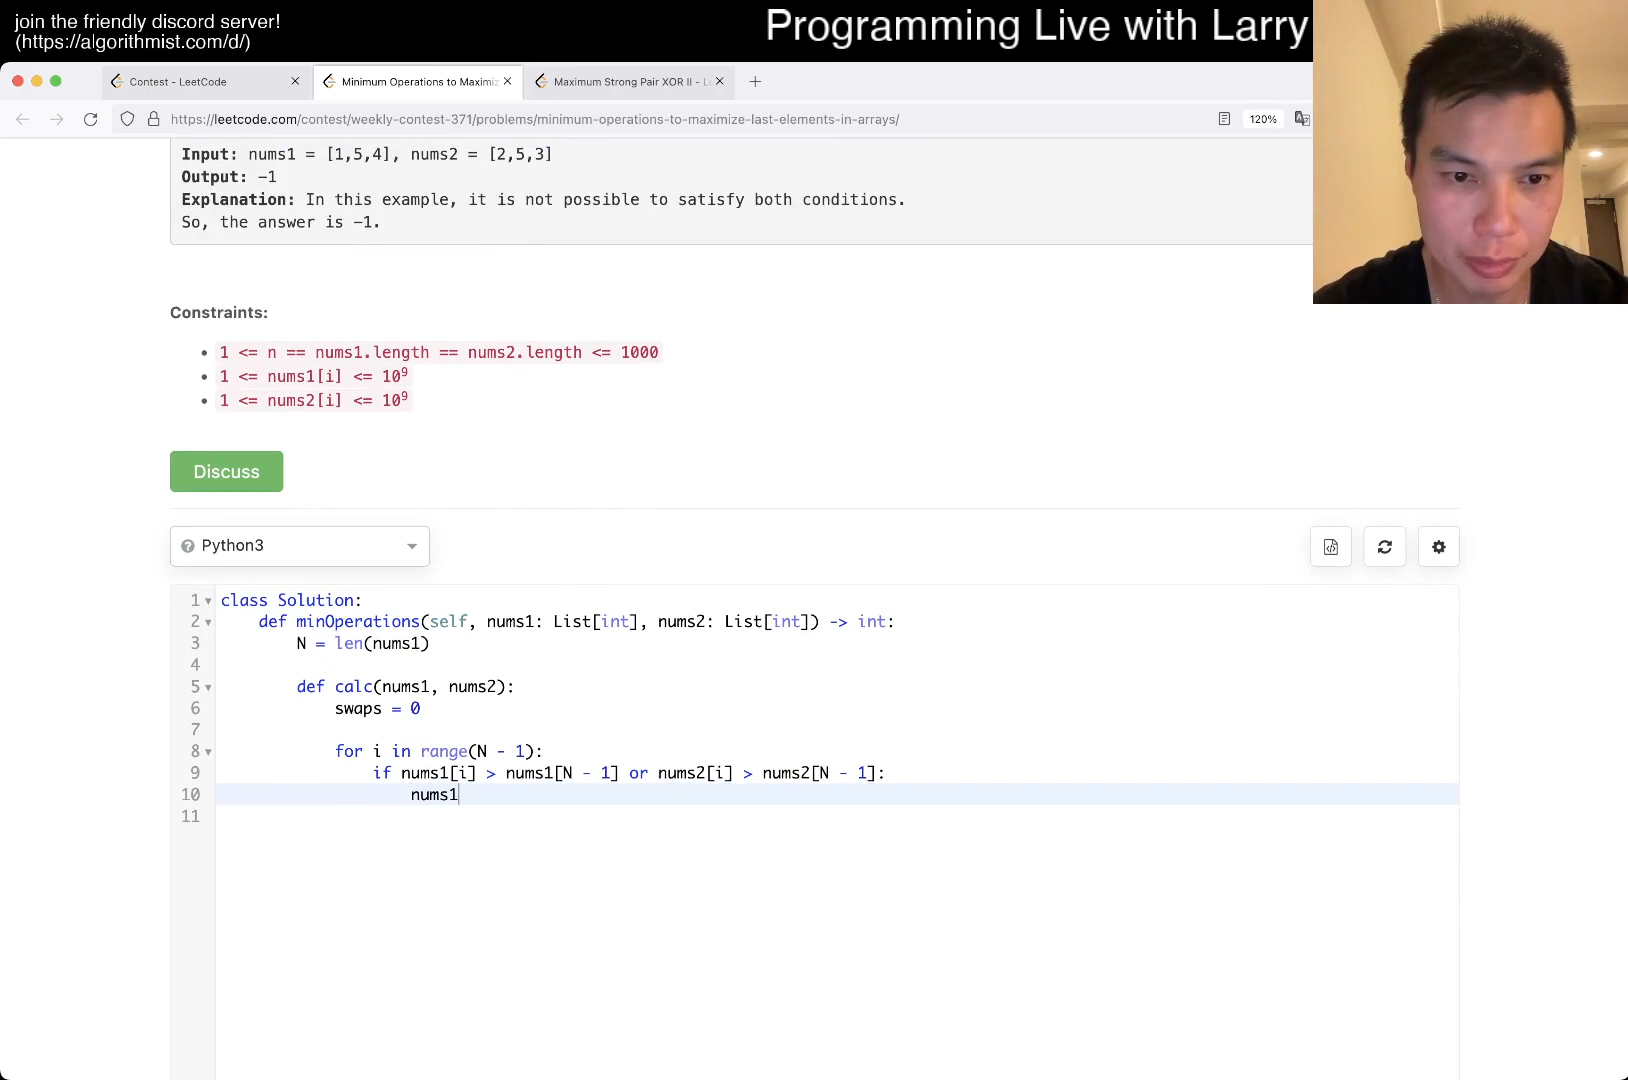 join the friendly discord server!
(https://algorithmist.com/d/)
Programming Live with Larry
Contest - LeetCode
Minimum Operations to Maximiz
Maximum Strong Pair XOR II - Le
https://leetcode.com/contest/weekly-contest-371/problems/minimum-operations-to-maximize-last-elements-in-arrays/
120%
Input: nums1 = [1,5,4], nums2 = [2,5,3]
Output: -1
Explanation: In this example, it is not possible to satisfy both conditions.
So, the answer is -1.
Constraints:
• 1 <= n == nums1.length == nums2.length <= 1000
• 1 <= nums1[i] <= 10⁹
• 1 <= nums2[i] <= 10⁹
Discuss
Python3
1 class Solution:
2     def minOperations(self, nums1: List[int], nums2: List[int]) -> int:
3         N = len(nums1)
4
5         def calc(nums1, nums2):
6             swaps = 0
7
8             for i in range(N - 1):
9                 if nums1[i] > nums1[N - 1] or nums2[i] > nums2[N - 1]:
10                     nums1
11